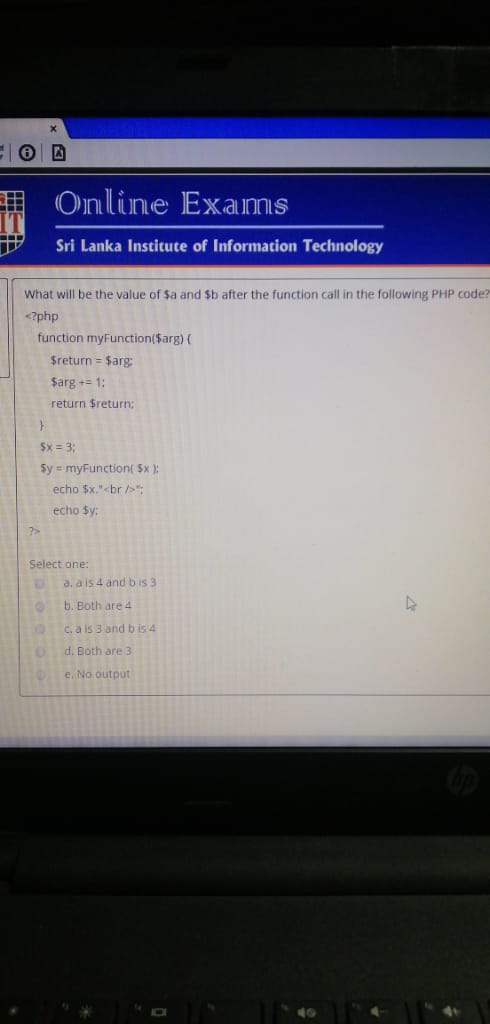 IT
Online Exams
Sri Lanka Institute of Information Technology
What will be the value of $a and $b after the function call in the following PHP code?
<?php
function myFunction($arg) {
$return = $arg;
$arg += 1;
return $return;
}
$x = 3;
$y = myFunction( $x );
echo $x."<br />";
echo $y;
?>
Select one:
a. a is 4 and b is 3
b. Both are 4
c. a is 3 and b is 4
d. Both are 3
e. No output
hp